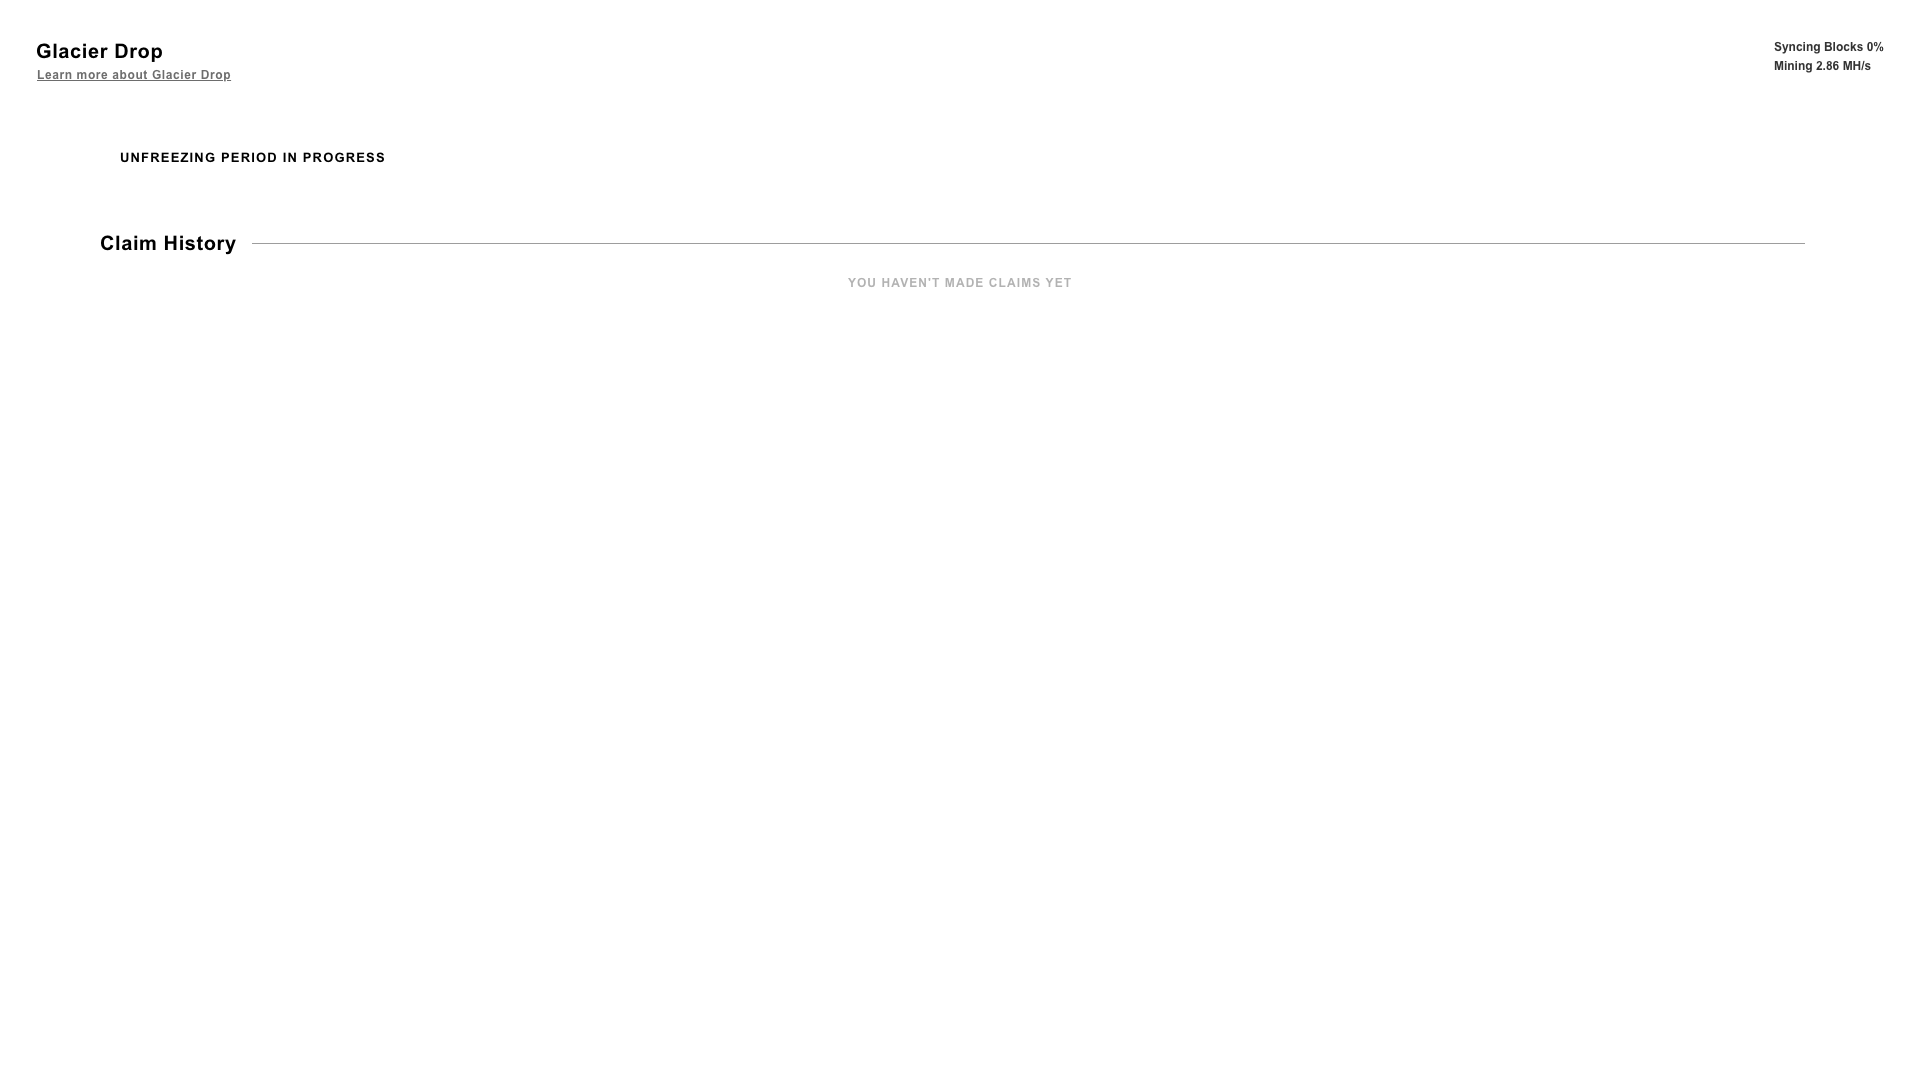 Glacier Drop
Learn more about Glacier Drop
Syncing Blocks 0%
Mining 2.86 MH/s
UNFREEZING PERIOD IN PROGRESS
Claim History
YOU HAVEN'T MADE CLAIMS YET